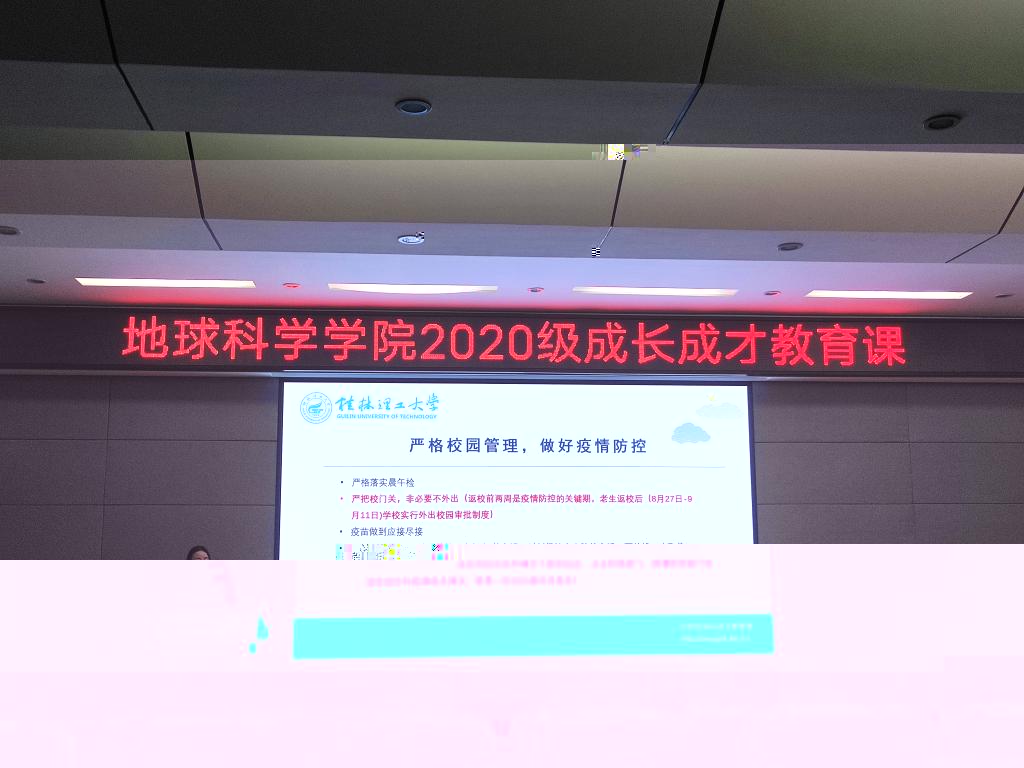 地球科学学院2020级成长成才教育课
桂林理工大学
GUILIN UNIVERSITY OF TECHNOLOGY
严格校园管理，做好疫情防控
• 严格落实晨午检
• 严把校门关，非必要不外出（返校前两周是疫情防控的关键期。老生返校后（8月27日-9
月11日)学校实行外出校园审批制度）
• 疫苗做到应接尽接